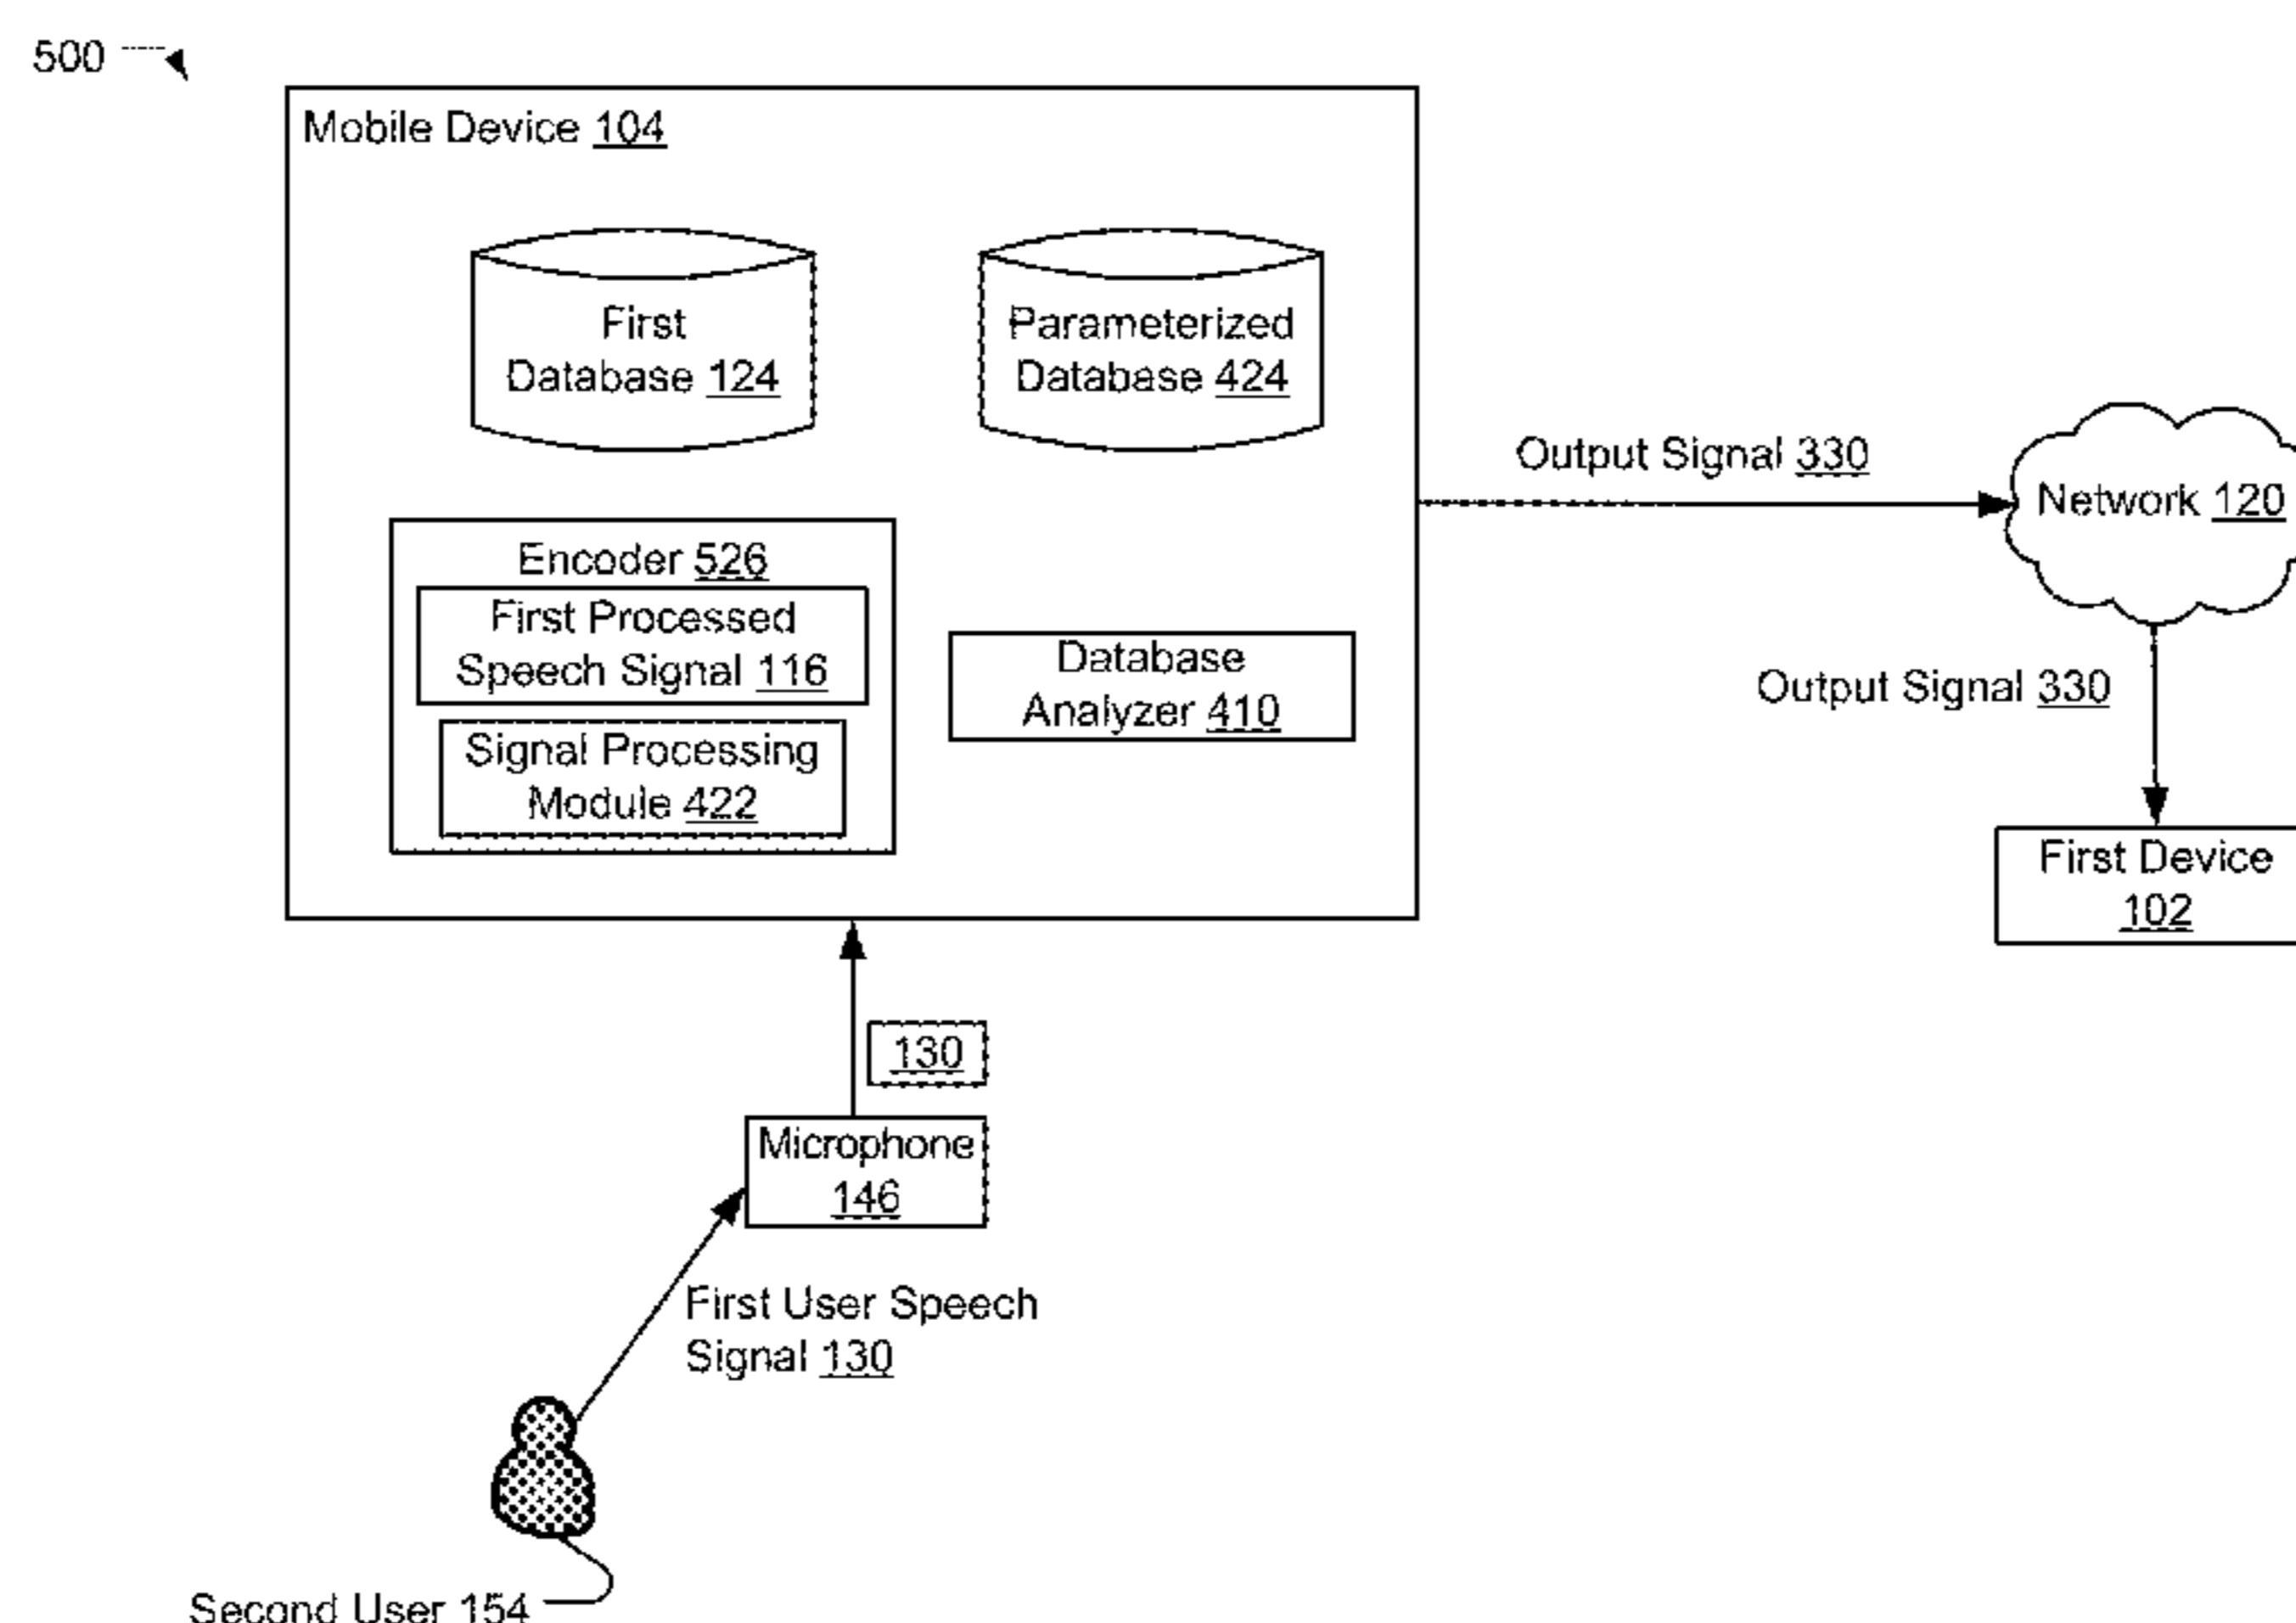 500
Mobile Device 104
First
Database 124
Parameterized
Database 424
Output Signal 330
Network 120
Encoder 526
First Processed
Speech Signal 116
Signal Processing
Module 422
Database
Analyzer 410
Output Signal 330
First Device
102
130
Microphone
146
First User Speech
Signal 130
Second User 154